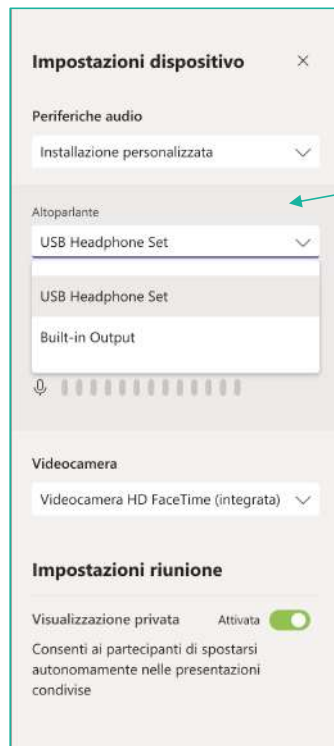 Impostazioni dispositivo
Periferiche audio
Installazione personalizzata
Altoparlante
USB Headphone Set
USB Headphone Set
Built-in Output
Videocamera
Videocamera HD FaceTime (integrata)
Impostazioni riunione
Visualizzazione privata Attivata
Consenti ai partecipanti di spostarsi
autonomamente nelle presentazioni
condivise